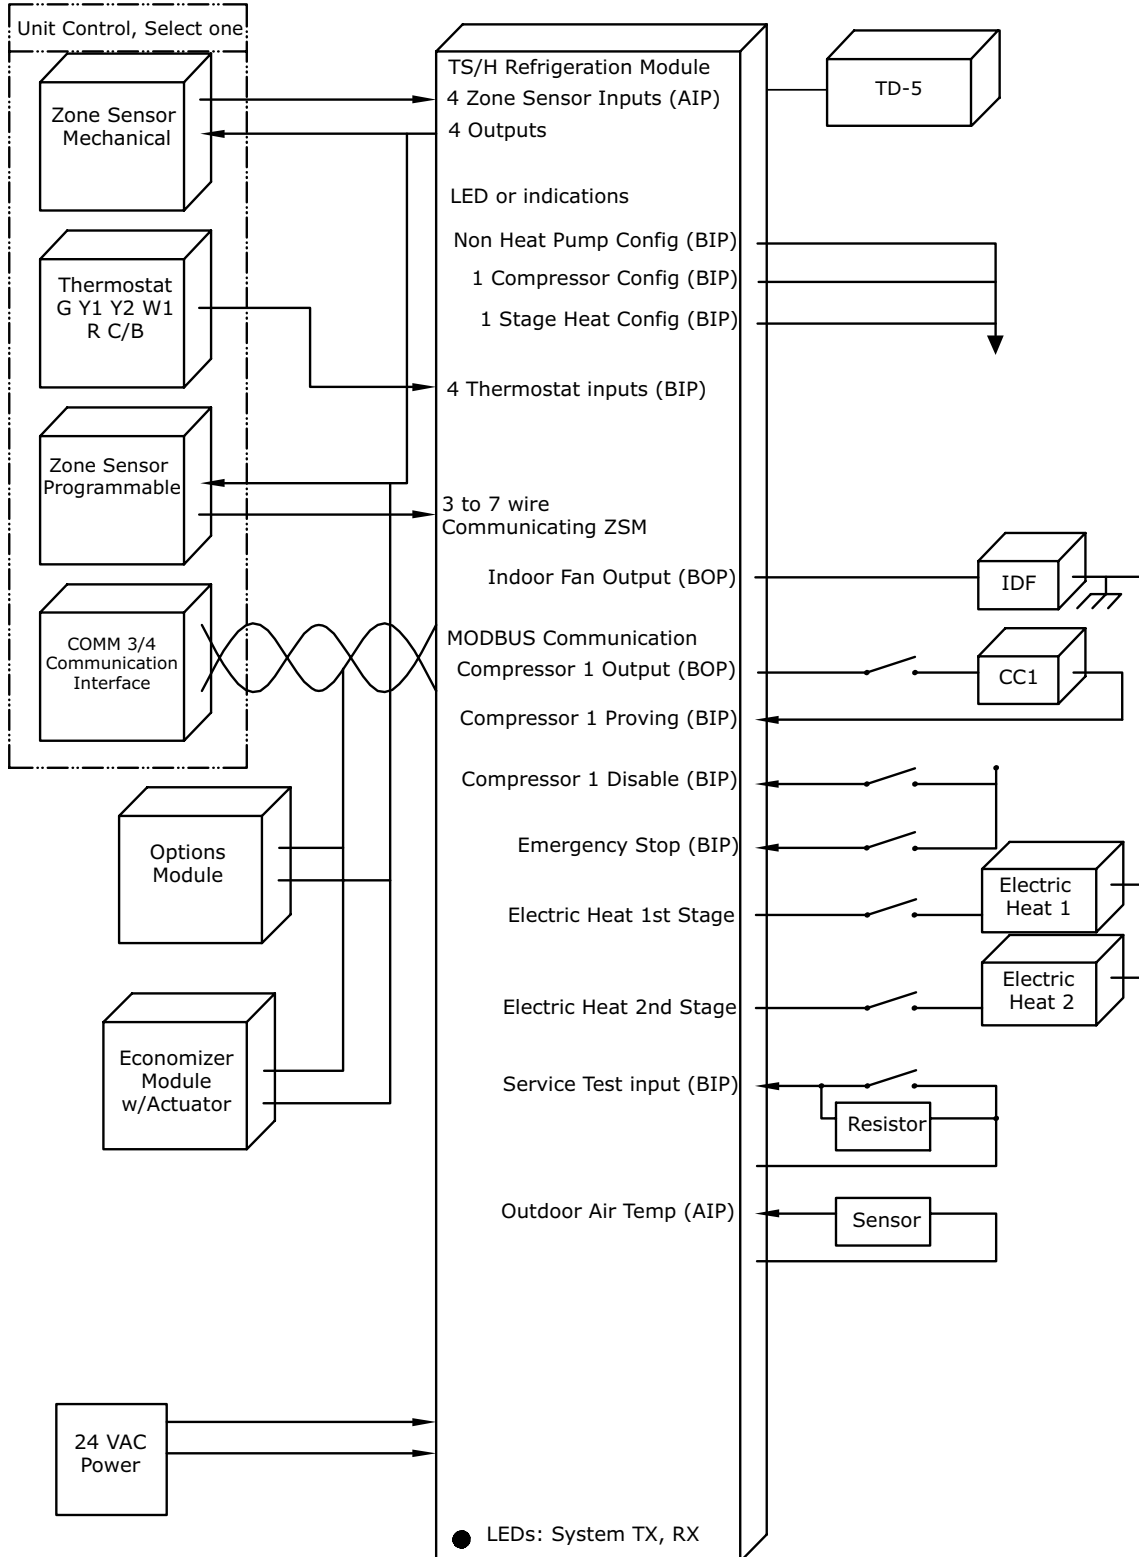 Unit Control, Select one
Zone Sensor
Mechanical
Thermostat
G Y1 Y2 W1
R C/B
Zone Sensor
Programmable
COMM 3/4
Communication
Interface
Options
Module
Economizer
Module
w/Actuator
24 VAC
Power
TS/H Refrigeration Module
4 Zone Sensor Inputs (AIP)
4 Outputs
LED or indications
Non Heat Pump Config (BIP)
1 Compressor Config (BIP)
1 Stage Heat Config (BIP)
4 Thermostat inputs (BIP)
3 to 7 wire
Communicating ZSM
Indoor Fan Output (BOP)
MODBUS Communication
Compressor 1 Output (BOP)
Compressor 1 Proving (BIP)
Compressor 1 Disable (BIP)
Emergency Stop (BIP)
Electric Heat 1st Stage
Electric Heat 2nd Stage
Service Test input (BIP)
Outdoor Air Temp (AIP)
LEDs: System TX, RX
TD-5
IDF
CC1
Electric
Heat 1
Electric
Heat 2
Resistor
Sensor